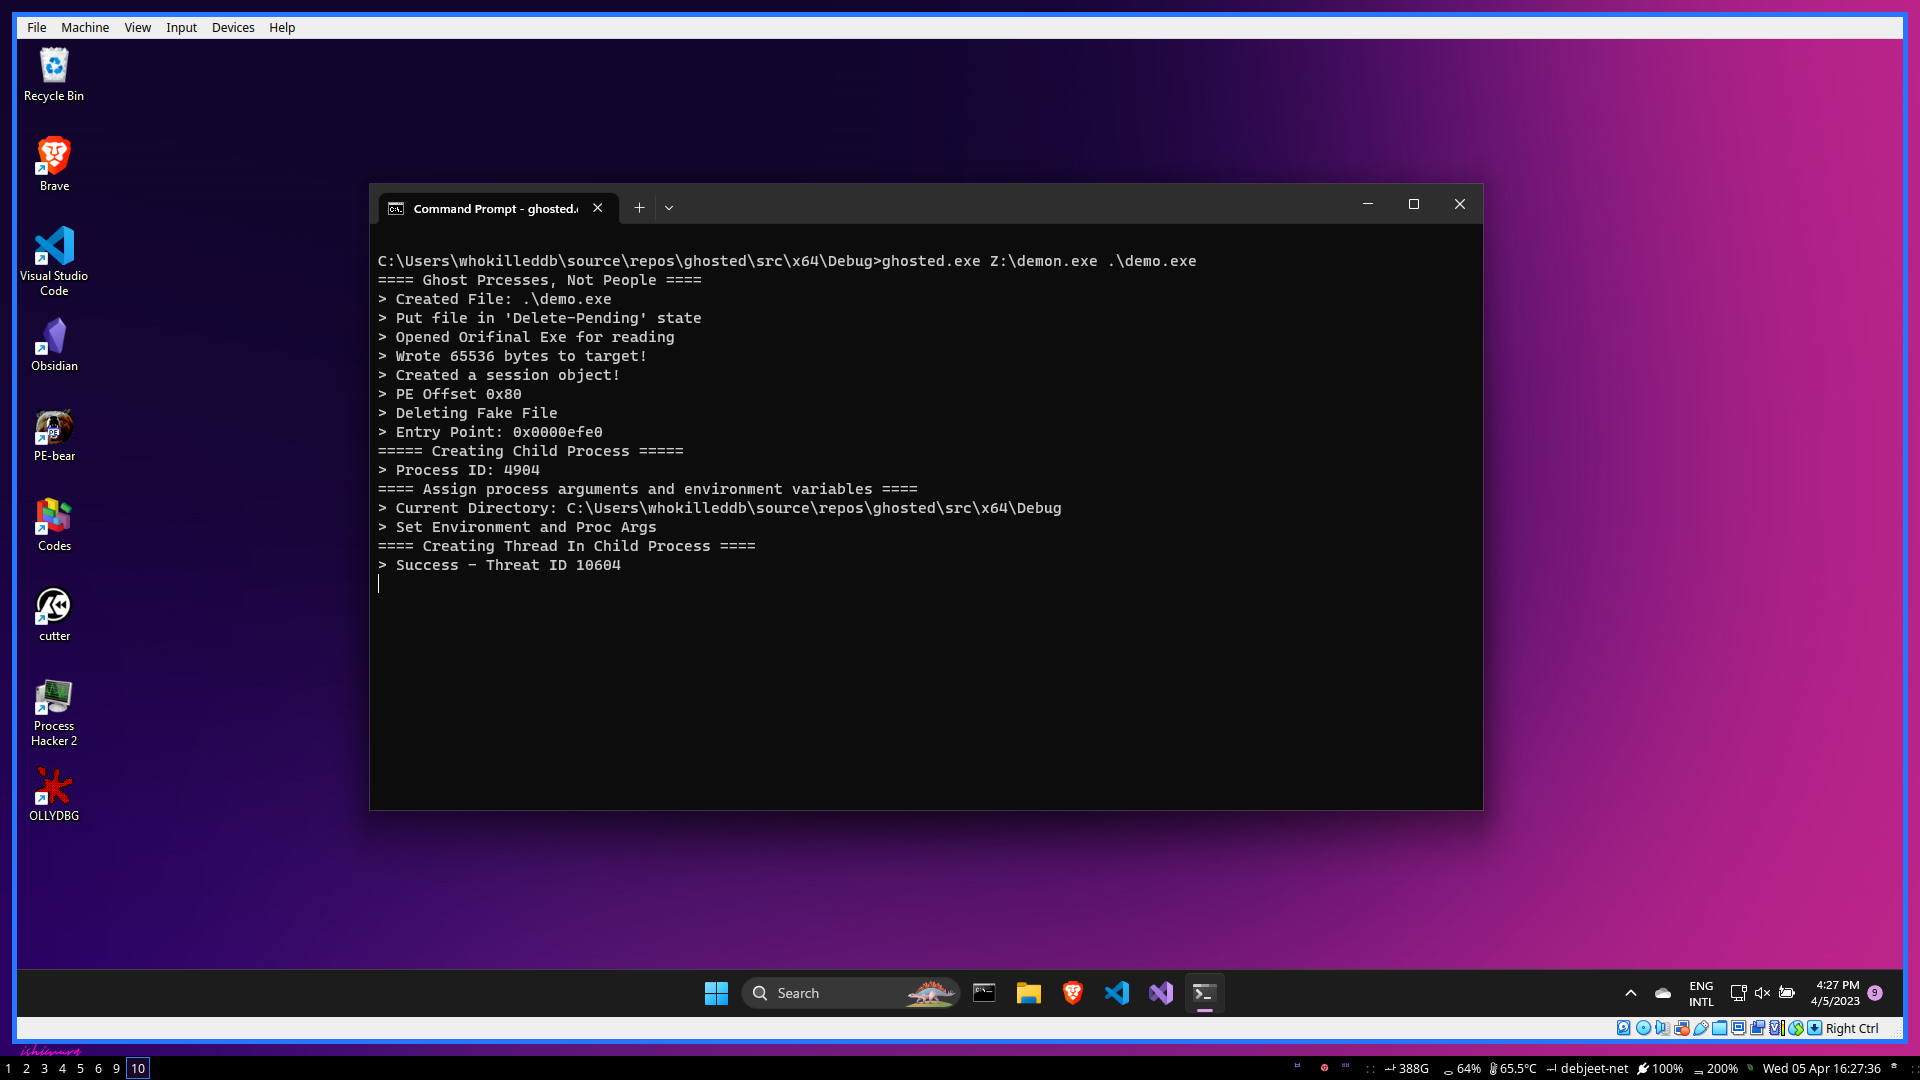 File Machine View Input Devices Help
Recycle Bin
Brave
Visual Studio
Code
Obsidian
PE-bear
Codes
cutter
Process
Hacker 2
OLLYDBG
Command Prompt - ghosted.
C:\Users\whokilleddb\source\repos\ghosted\src\x64\Debug>ghosted.exe Z:\demon.exe .\demo.exe
==== Ghost Prcesses, Not People ====
> Created File: .\demo.exe
> Put file in 'Delete-Pending' state
> Opened Orifinal Exe for reading
> Wrote 65536 bytes to target!
> Created a session object!
> PE Offset 0x80
> Deleting Fake File
> Entry Point: 0x0000efe0
===== Creating Child Process =====
> Process ID: 4904
==== Assign process arguments and environment variables ====
> Current Directory: C:\Users\whokilleddb\source\repos\ghosted\src\x64\Debug
> Set Environment and Proc Args
==== Creating Thread In Child Process ====
> Success - Threat ID 10604
Search
ENG
INTL
4:27 PM
4/5/2023
9
Right Ctrl
1 2 3 4 5 6 9 10
388G 64% 65.5°C debjeet-net 100% 200% Wed 05 Apr 16:27:36